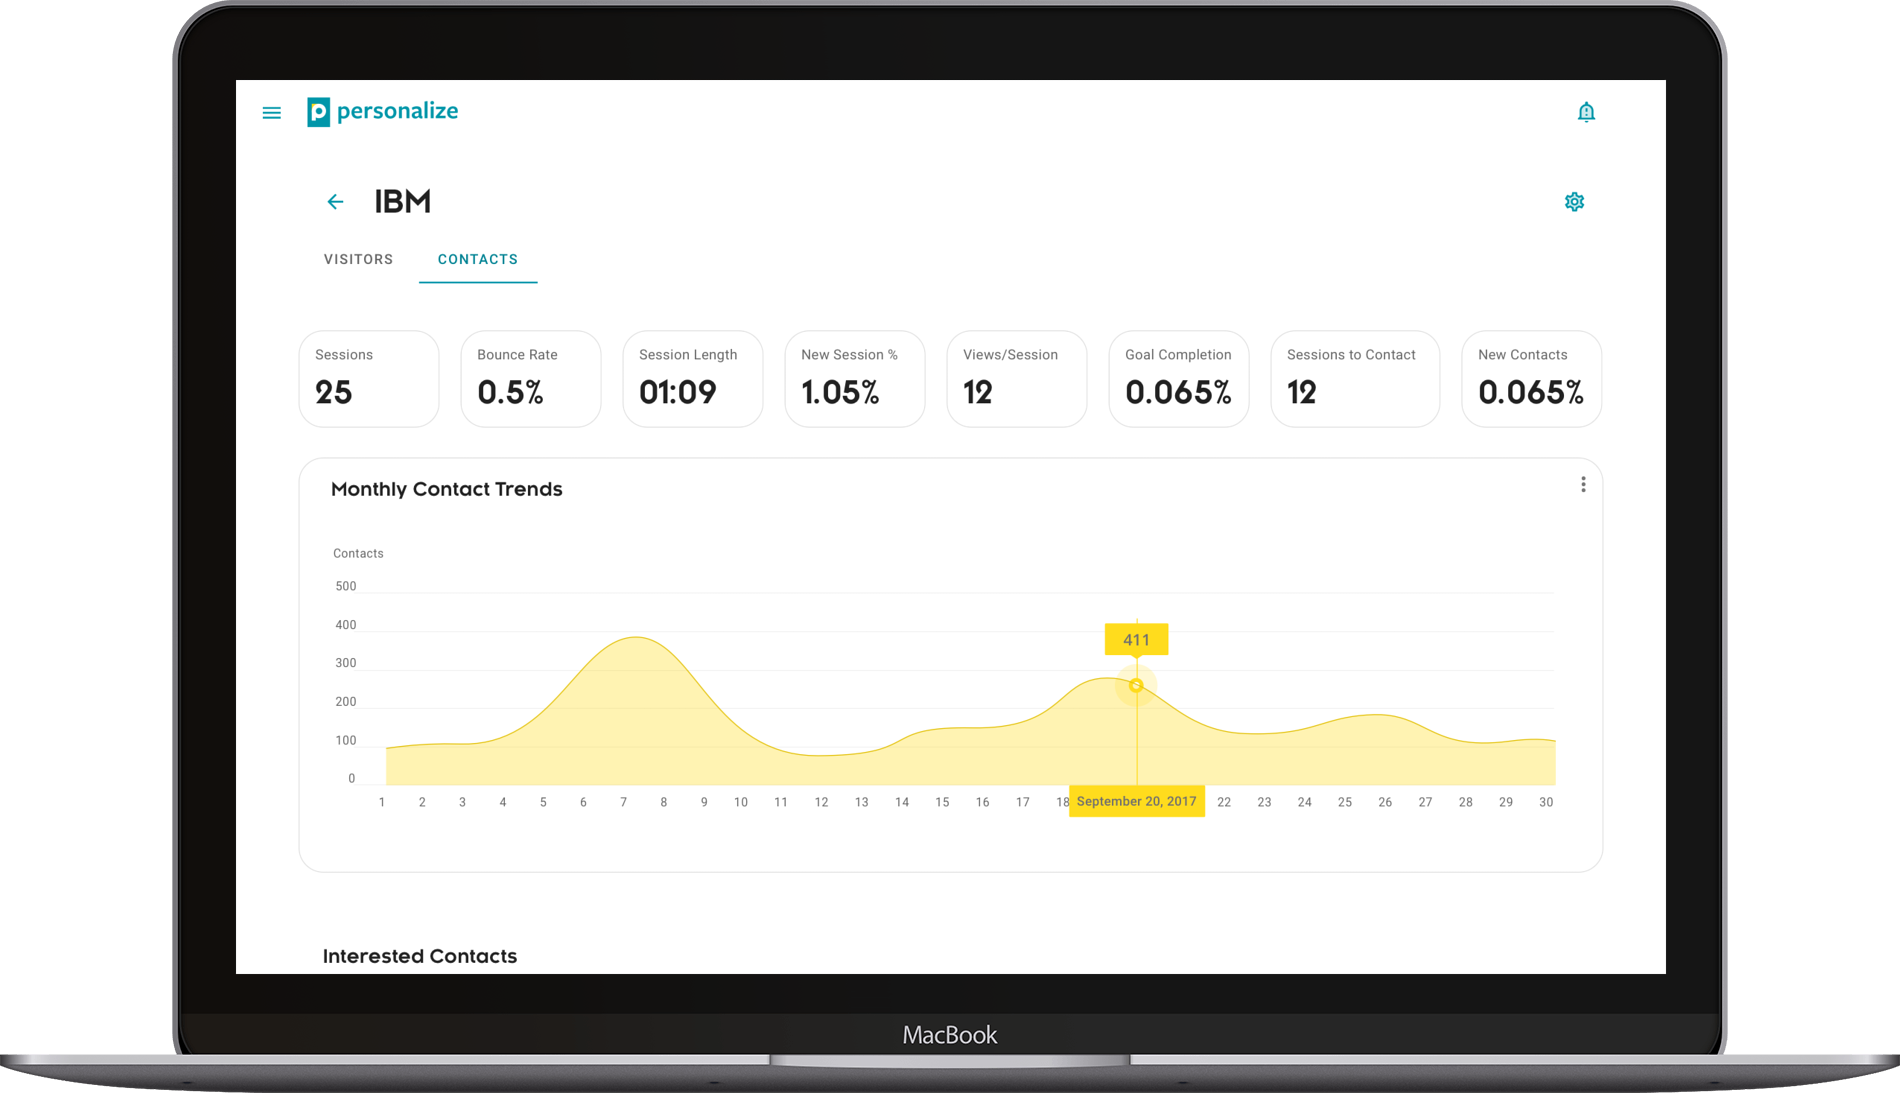 personalize
IBM
VISITORS CONTACTS
Sessions Bounce Rate Session Length New Session % Views/Session Goal Completion Sessions to Contact New Contacts
25 0.5% 01:09 1.05% 12 0.065% 12 0.065%
Monthly Contact Trends
Contacts
500
400
411
300
200
100
0
1 2 3 4 5 6 7 8 9 10 11 12 13 14 15 16 17 18 September 20, 2017 22 23 24 25 26 27 28 29 30
Interested Contacts
MacBook